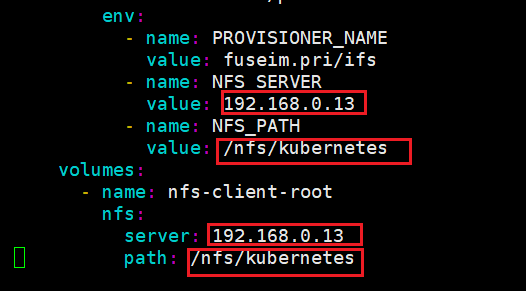 env:
- name: PROVISIONER_NAME
value: fuseim.pri/ifs
- name: NFS_SERVER
value: 192.168.0.13
- name: NFS_PATH
value: /nfs/kubernetes
volumes:
- name: nfs-client-root
nfs:
server: 192.168.0.13
path: /nfs/kubernetes